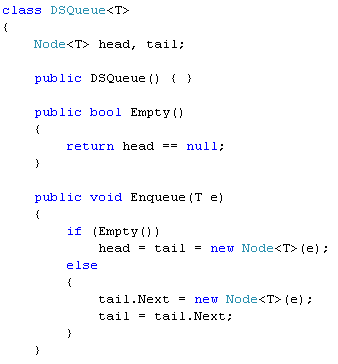 class DSQueue<T>
{
    Node<T> head, tail;
    public DSQueue() { }
    public bool Empty()
    {
        return head == null;
    }
    public void Enqueue(T e)
    {
        if (Empty())
            head = tail = new Node<T>(e);
        else
        {
            tail.Next = new Node<T>(e);
            tail = tail.Next;
        }
    }